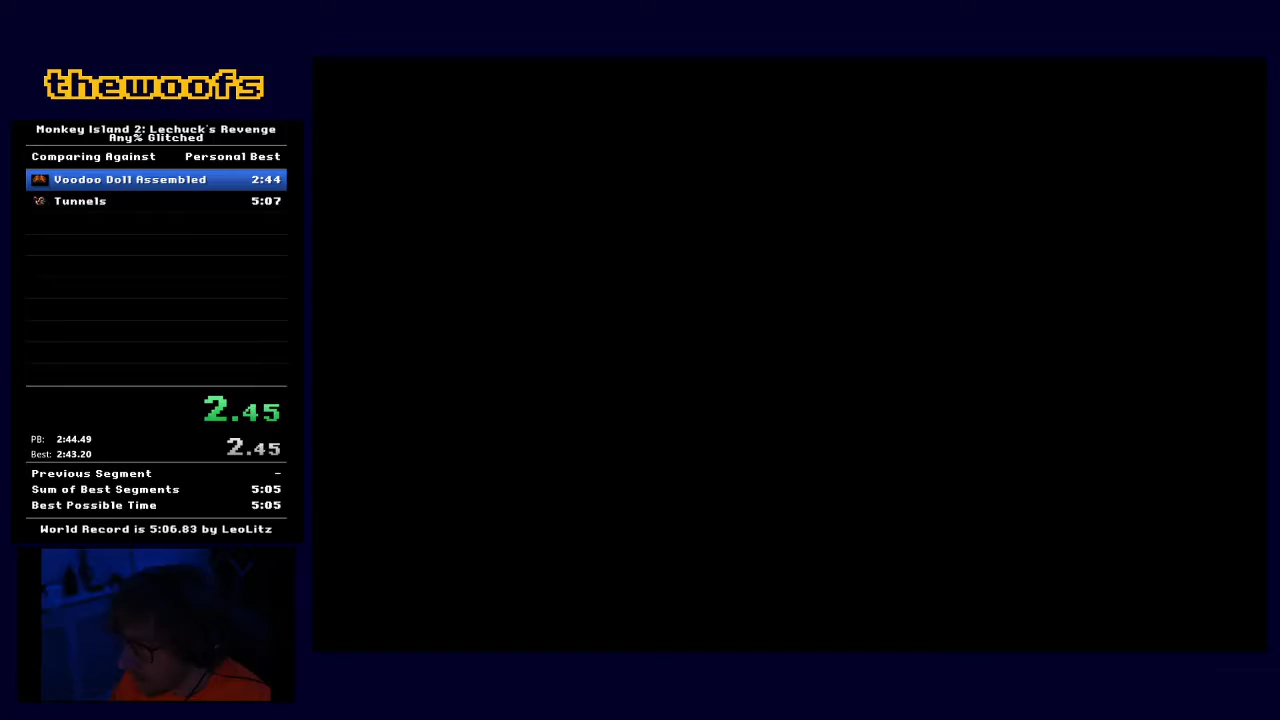 thewoofs
Monkey Island 2: Lechuck's Revenge
Any% Glitched
Comparing Against Personal Best
Voodoo Doll Assembled 2:44
Tunnels 5:07
2.45
PB: 2:44.49
Best: 2:43.20
2.45
Previous Segment -
Sum of Best Segments 5:05
Best Possible Time 5:05
World Record is 5:06.83 by LeoLitz